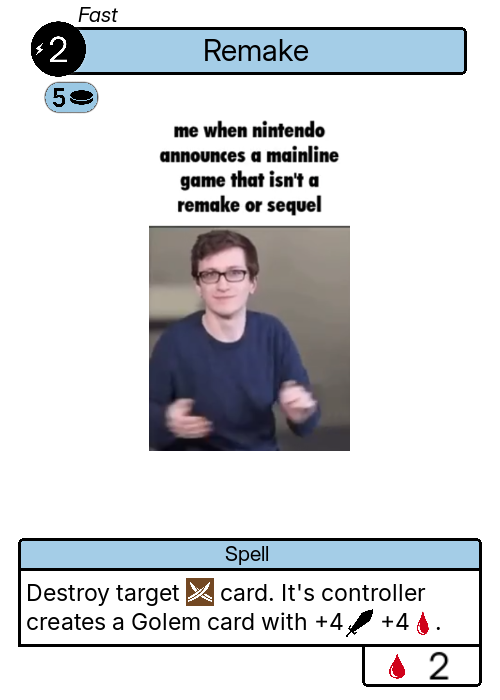 Fast
2
Remake
5
me when nintendo
announces a mainline
game that isn't a
remake or sequel
Spell
Destroy target card. It's controller
creates a Golem card with +4 +4 .
2